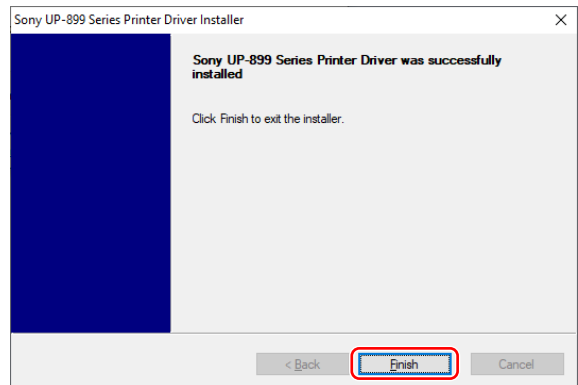 Sony UP-899 Series Printer Driver Installer
Sony UP-899 Series Printer Driver was successfully
installed
Click Finish to exit the installer.
< Back
Finish
Cancel